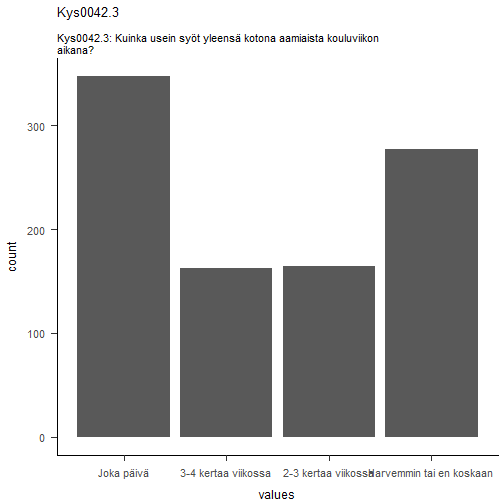 Kys0042.3
Kys0042.3: Kuinka usein syöt yleensä kotona aamiaista kouluviikon
aikana?
300
200
100
0
count
Joka päivä
3-4 kertaa viikossa
2-3 kertaa viikossa
Harvemmin tai en koskaan
values